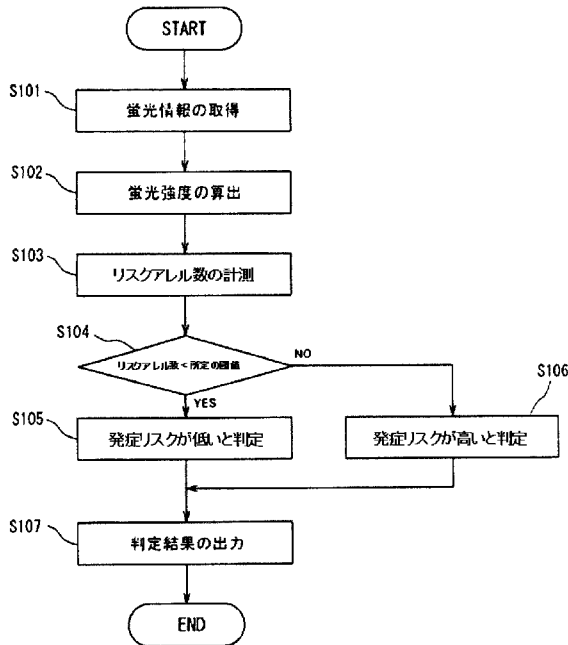 START
S101
蛍光情報の取得
S102
蛍光強度の算出
S103
リスクアレル数の計測
S104
リスクアレル数<所定の閾値
NO
YES
S105
発症リスクが低いと判定
S106
発症リスクが高いと判定
S107
判定結果の出力
END